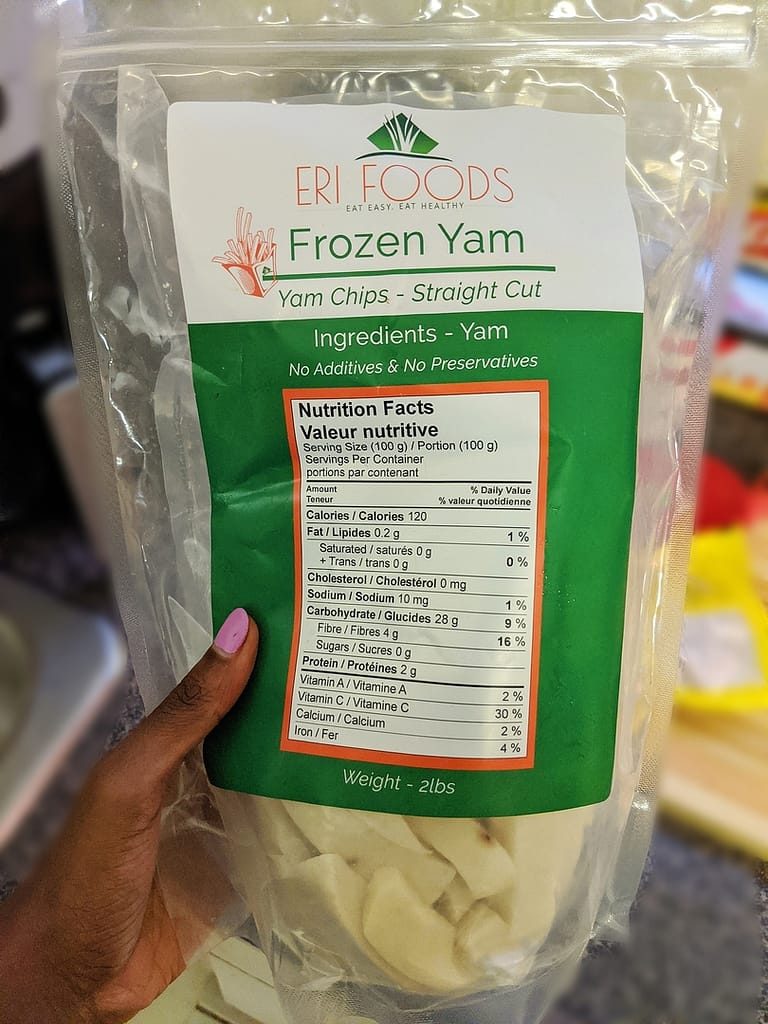 ERI FOODS
EAT EASY. EAT HEALTHY
Frozen Yam
Yam Chips - Straight Cut
Ingredients - Yam
No Additives & No Preservatives
Nutrition Facts
Valeur nutritive
Serving Size (100 g) / Portion (100 g)
Servings Per Container
portions par contenant
Amount % Daily Value
Teneur % valeur quotidienne
Calories / Calories 120
Fat / Lipides 0.2 g 1 %
Saturated / saturés 0 g
+ Trans / trans 0 g 0 %
Cholesterol / Cholestérol 0 mg
Sodium / Sodium 10 mg 1 %
Carbohydrate / Glucides 28 g 9 %
Fibre / Fibres 4 g 16 %
Sugars / Sucres 0 g
Protein / Protéines 2 g
Vitamin A / Vitamine A 2 %
Vitamin C / Vitamine C 30 %
Calcium / Calcium 2 %
Iron / Fer 4 %
Weight - 2lbs